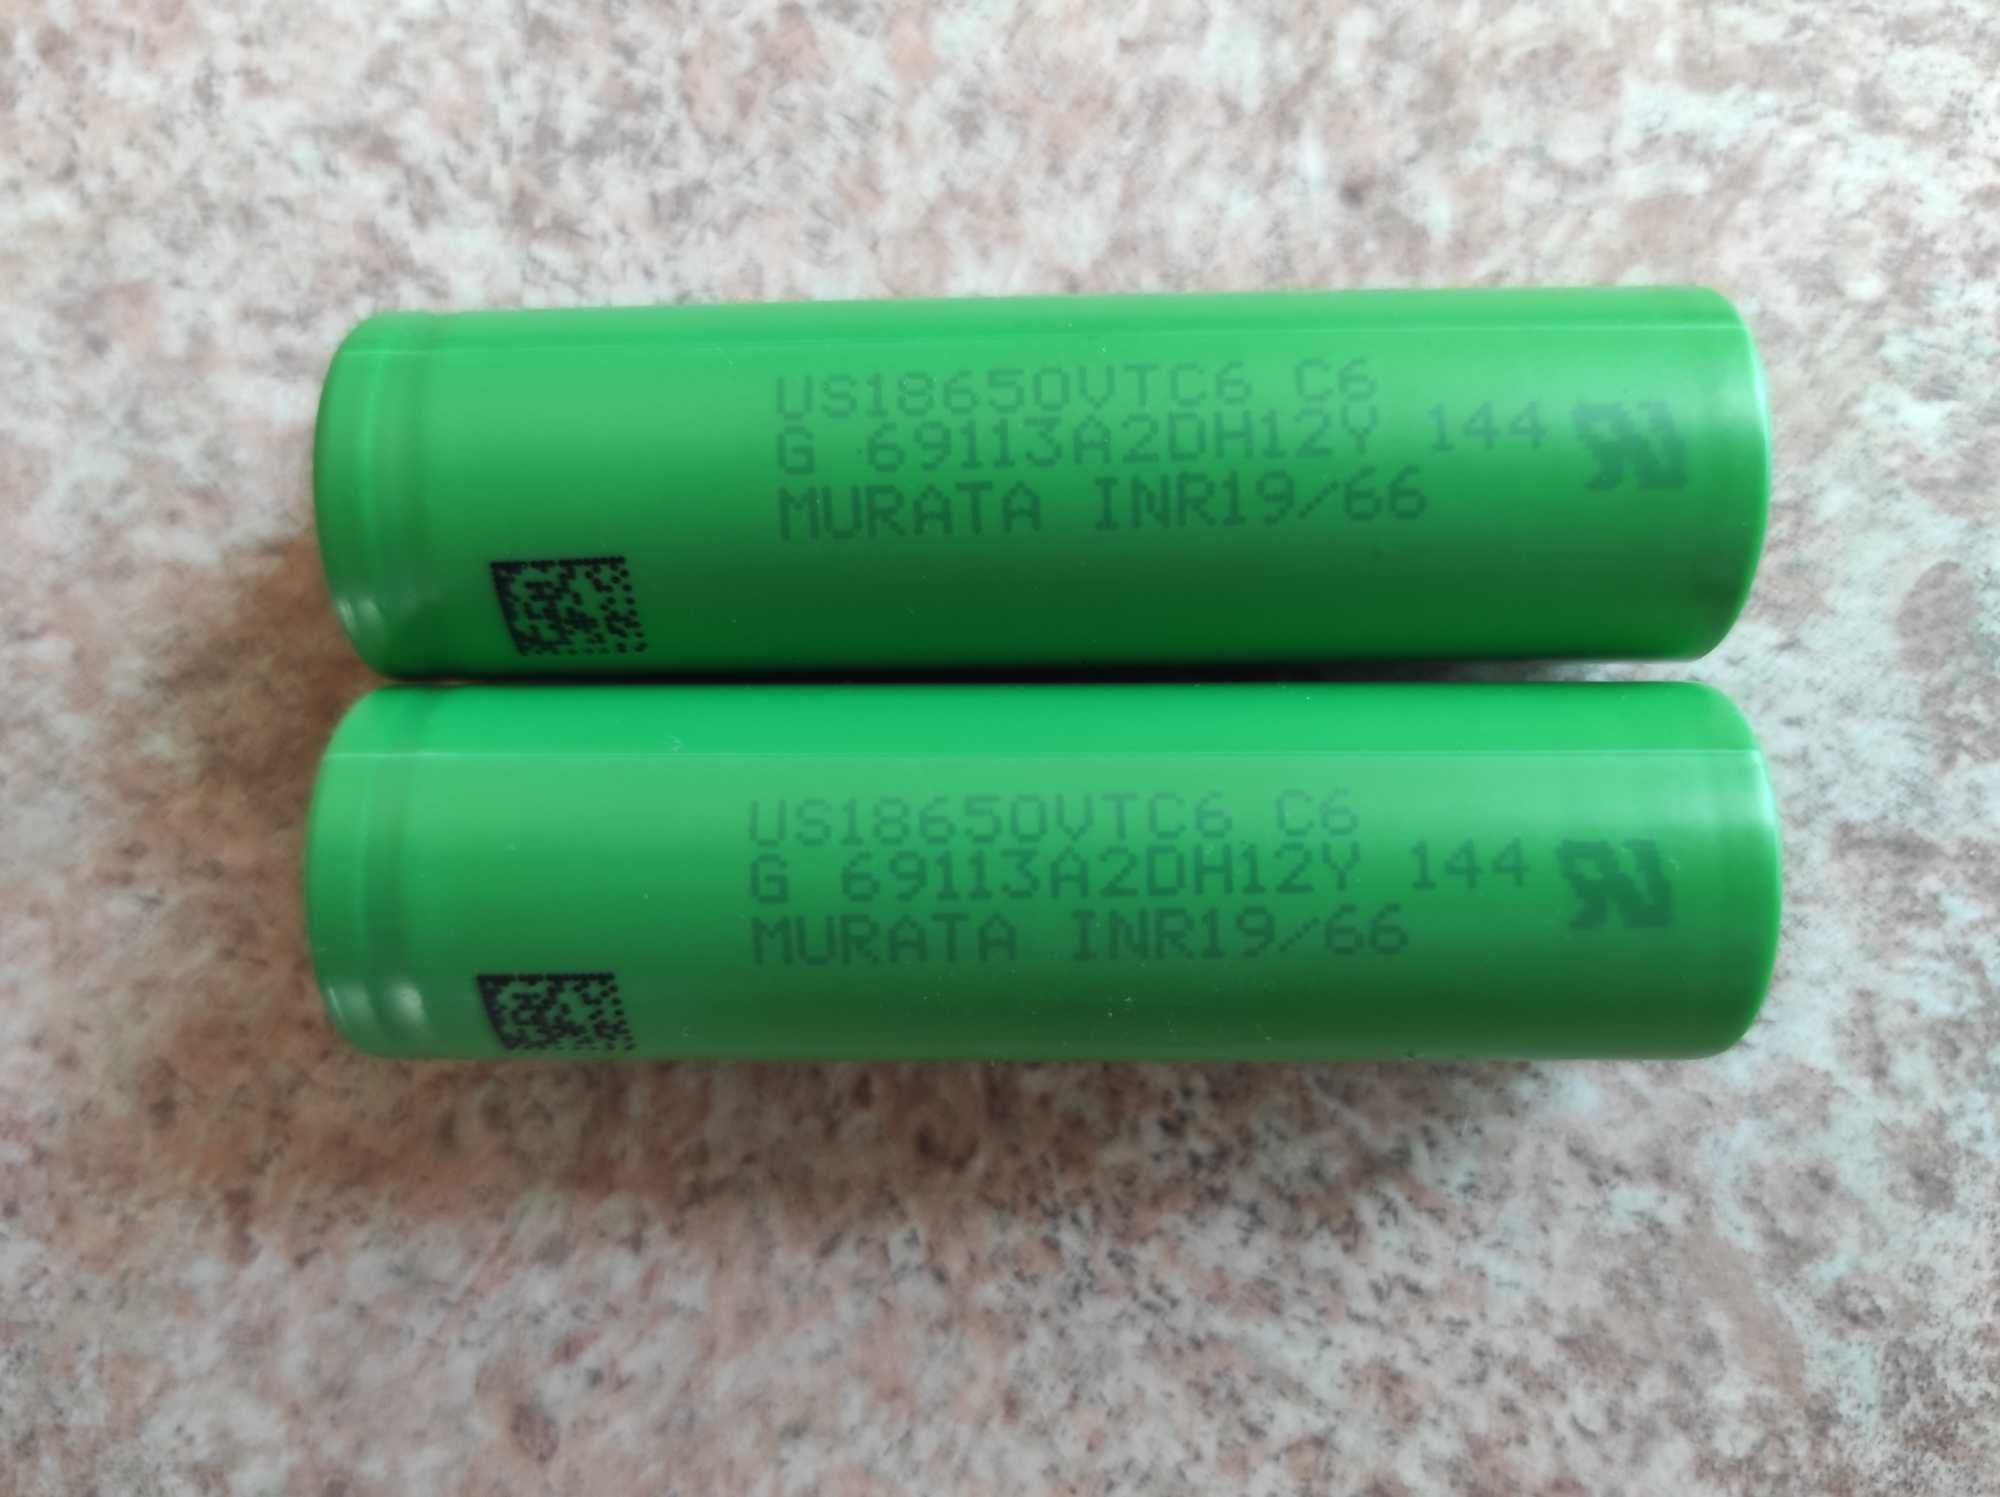 US18650VTC6 C6
G 69113A2DH12Y 144
MURATA INR19/66
US18650VTC6 C6
G 69113A2DH12Y 144
MURATA INR19/66